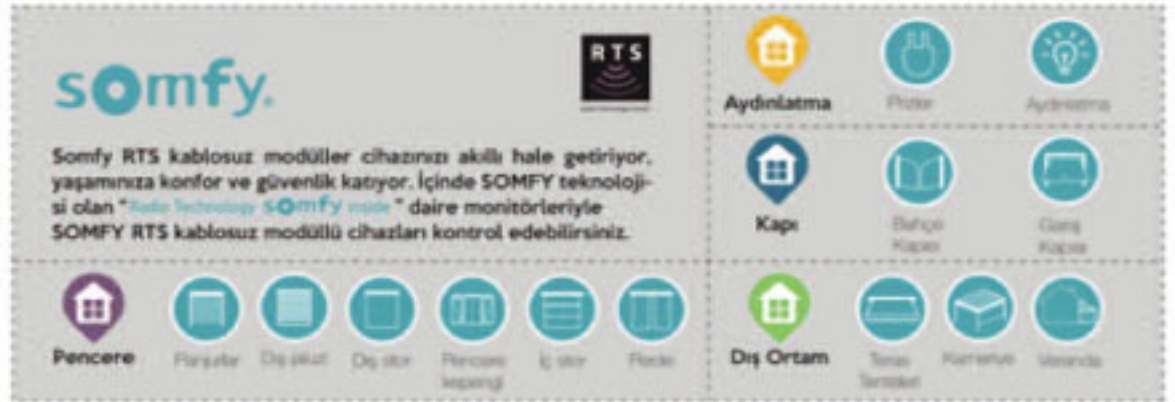 somfy.
RTS
Somfy RTS kablosuz modüller cihazınızı akıllı hale getiriyor,
yaşamınıza konfor ve güvenlik katıyor. İçinde SOMFY teknoloji-
si olan "Radio Technology somfy inside" daire monitörleriyle
SOMFY RTS kablosuz modüllü cihazları kontrol edebilirsiniz.
Aydınlatma Prizler Aydınlatma
Kapı Bahçe Garaj
Kapısı Kapısı
Pencere Panjurlar Dış jaluzi Dış stor Pencere İç stor Perde
kepengi
Dış Ortam Teras Kameriye Veranda
Tenteleri